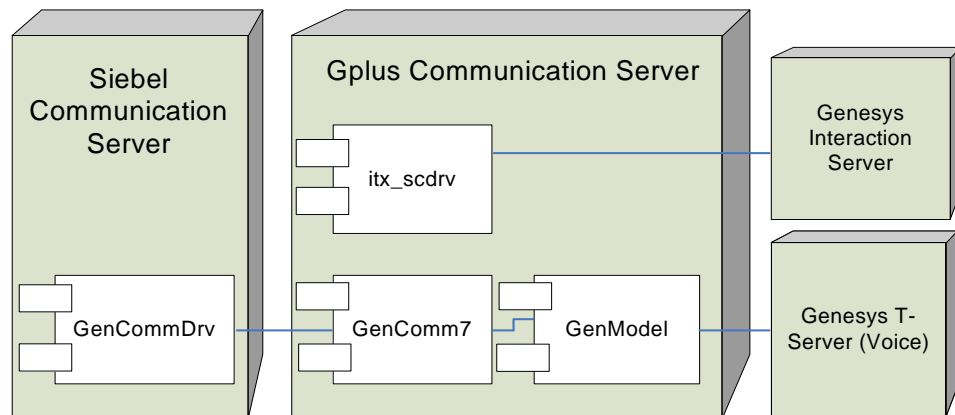 Siebel
Communication
Server
Gplus Communication Server
itx_scdrv
Genesys
Interaction
Server
GenCommDrv
GenComm7
GenModel
Genesys T-
Server (Voice)